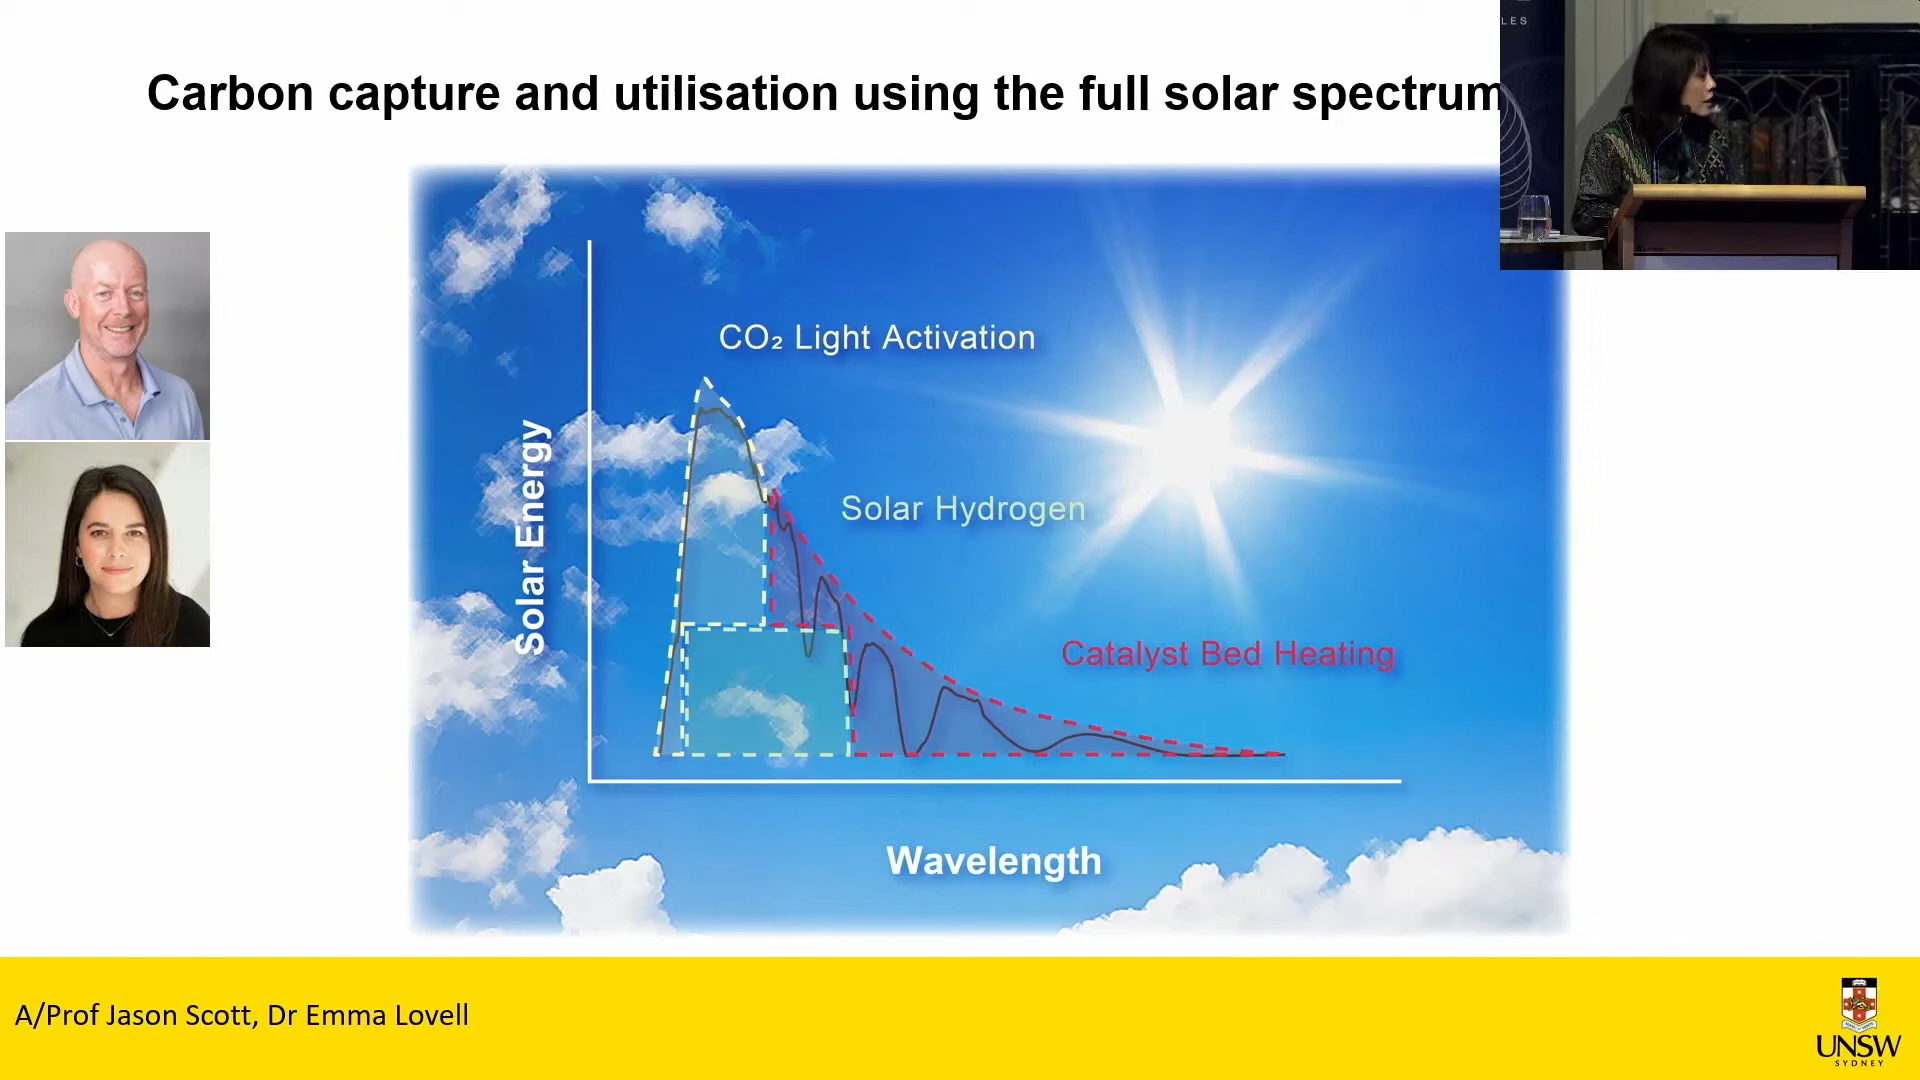 LES
Carbon capture and utilisation using the full solar spectrum
CO₂ Light Activation
Solar Hydrogen
Solar Energy
Catalyst Bed Heating
Wavelength
A/Prof Jason Scott, Dr Emma Lovell
UNSW
SYDNEY